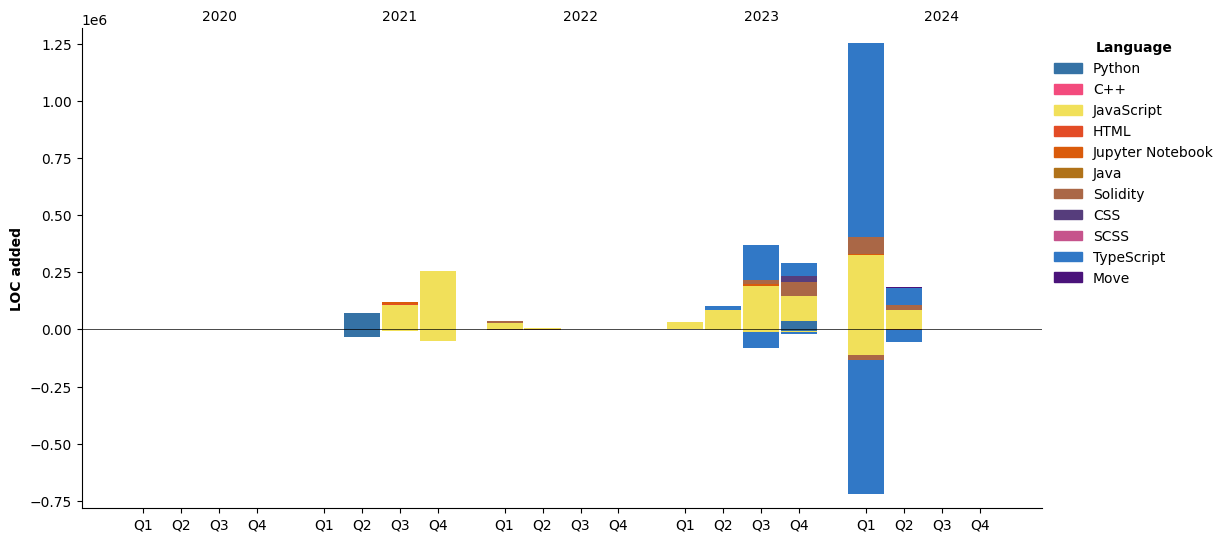 2020 2021 2022 2023 2024
1e6
Language
Python
C++
JavaScript
HTML
Jupyter Notebook
Java
Solidity
CSS
SCSS
TypeScript
Move
LOC added
1.25
1.00
0.75
0.50
0.25
0.00
−0.25
−0.50
−0.75
Q1 Q2 Q3 Q4 Q1 Q2 Q3 Q4 Q1 Q2 Q3 Q4 Q1 Q2 Q3 Q4 Q1 Q2 Q3 Q4